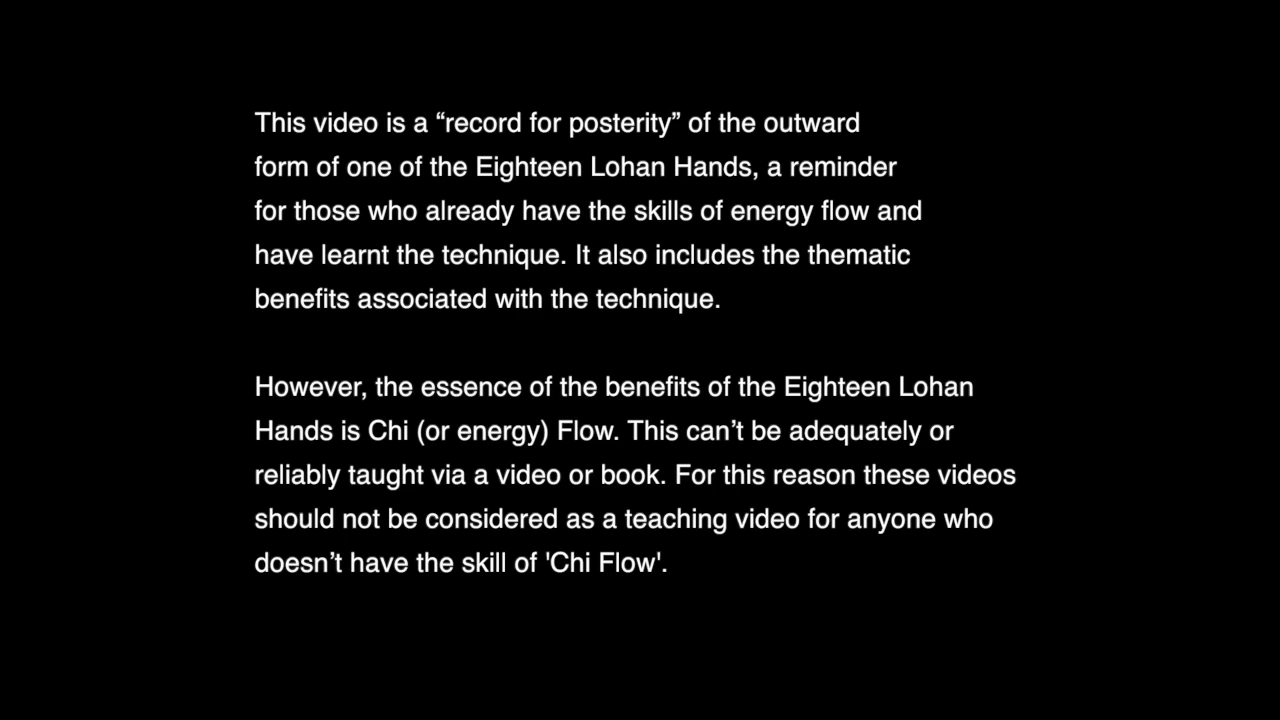 This video is a “record for posterity” of the outward
form of one of the Eighteen Lohan Hands, a reminder
for those who already have the skills of energy flow and
have learnt the technique. It also includes the thematic
benefits associated with the technique.
However, the essence of the benefits of the Eighteen Lohan
Hands is Chi (or energy) Flow. This can’t be adequately or
reliably taught via a video or book. For this reason these videos
should not be considered as a teaching video for anyone who
doesn’t have the skill of 'Chi Flow'.